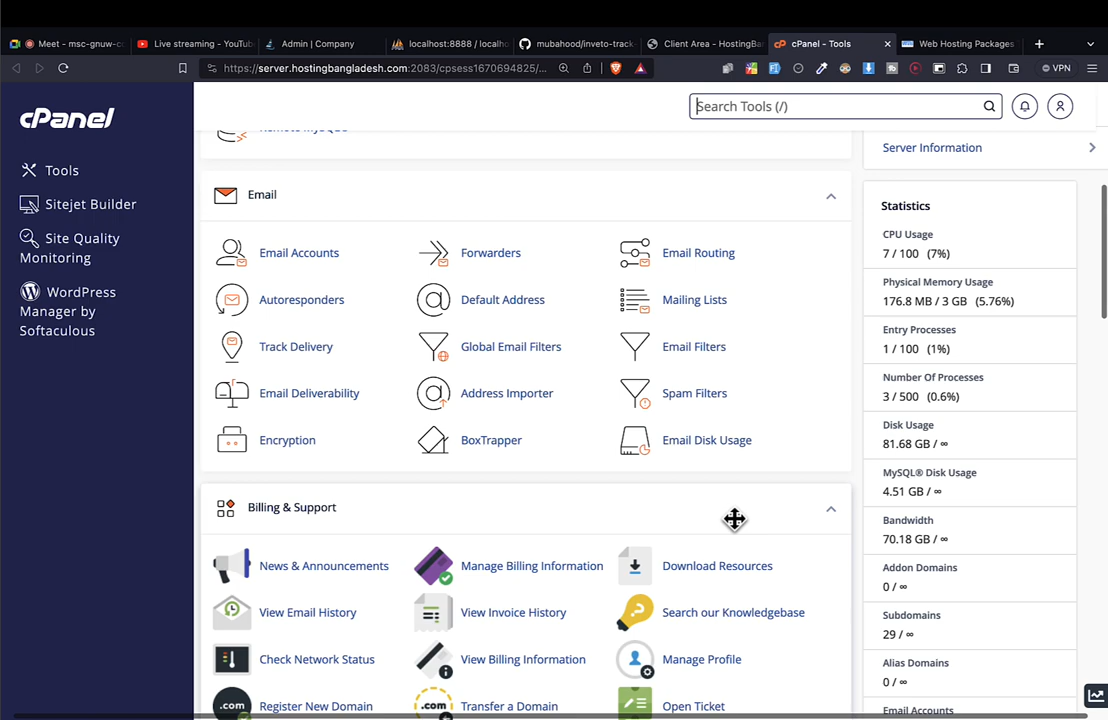 Meet - msc-gnuw-c
Live streaming - YouTub
Admin | Company
localhost:8888 / localho
mubahood/inveto-track-
Client Area - HostingBa
cPanel - Tools
Web Hosting Packages
https://server.hostingbangladesh.com:2083/cpsess1670694825/...
VPN
cPanel
Search Tools (/)
Tools
Sitejet Builder
Site Quality
Monitoring
WordPress
Manager by
Softaculous
Server Information
Email
Email Accounts
Forwarders
Email Routing
Autoresponders
Default Address
Mailing Lists
Track Delivery
Global Email Filters
Email Filters
Email Deliverability
Address Importer
Spam Filters
Encryption
BoxTrapper
Email Disk Usage
Billing & Support
News & Announcements
Manage Billing Information
Download Resources
View Email History
View Invoice History
Search our Knowledgebase
Check Network Status
View Billing Information
Manage Profile
.com
Register New Domain
.com
Transfer a Domain
Open Ticket
Statistics
CPU Usage
7 / 100 (7%)
Physical Memory Usage
176.8 MB / 3 GB (5.76%)
Entry Processes
1 / 100 (1%)
Number Of Processes
3 / 500 (0.6%)
Disk Usage
81.68 GB / ∞
MySQL® Disk Usage
4.51 GB / ∞
Bandwidth
70.18 GB / ∞
Addon Domains
0 / ∞
Subdomains
29 / ∞
Alias Domains
0 / ∞
Email Accounts